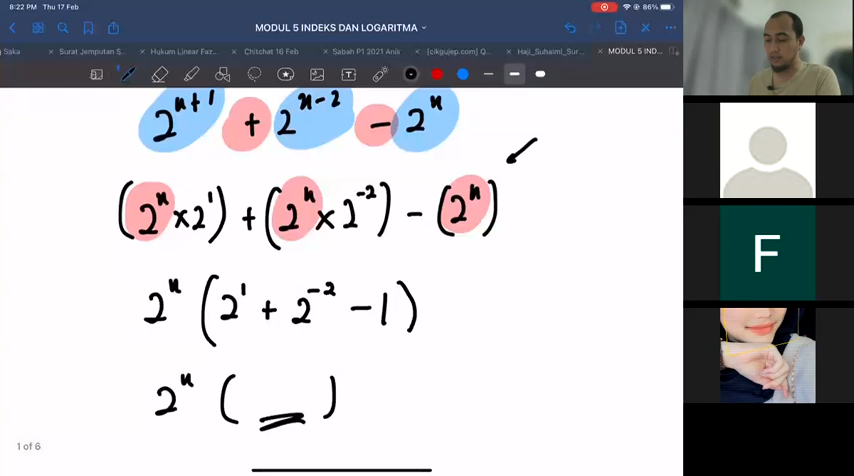 8:22 PM Thu 17 Feb
86%
MODUL 5 INDEKS DAN LOGARITMA
Saka
Surat Jemputan S...
Hukum Linear Faz...
Chitchat 16 Feb
Sabah P1 2021 Anis
[cikgujep.com] Q...
Haji_Suhaimi_Sur...
MODUL 5 IND...
2^{n+1} + 2^{n-2} - 2^n
(2^n × 2^1) + (2^n × 2^{-2}) - (2^n)
2^n (2^1 + 2^{-2} - 1)
2^n ( __ )
1 of 6
F